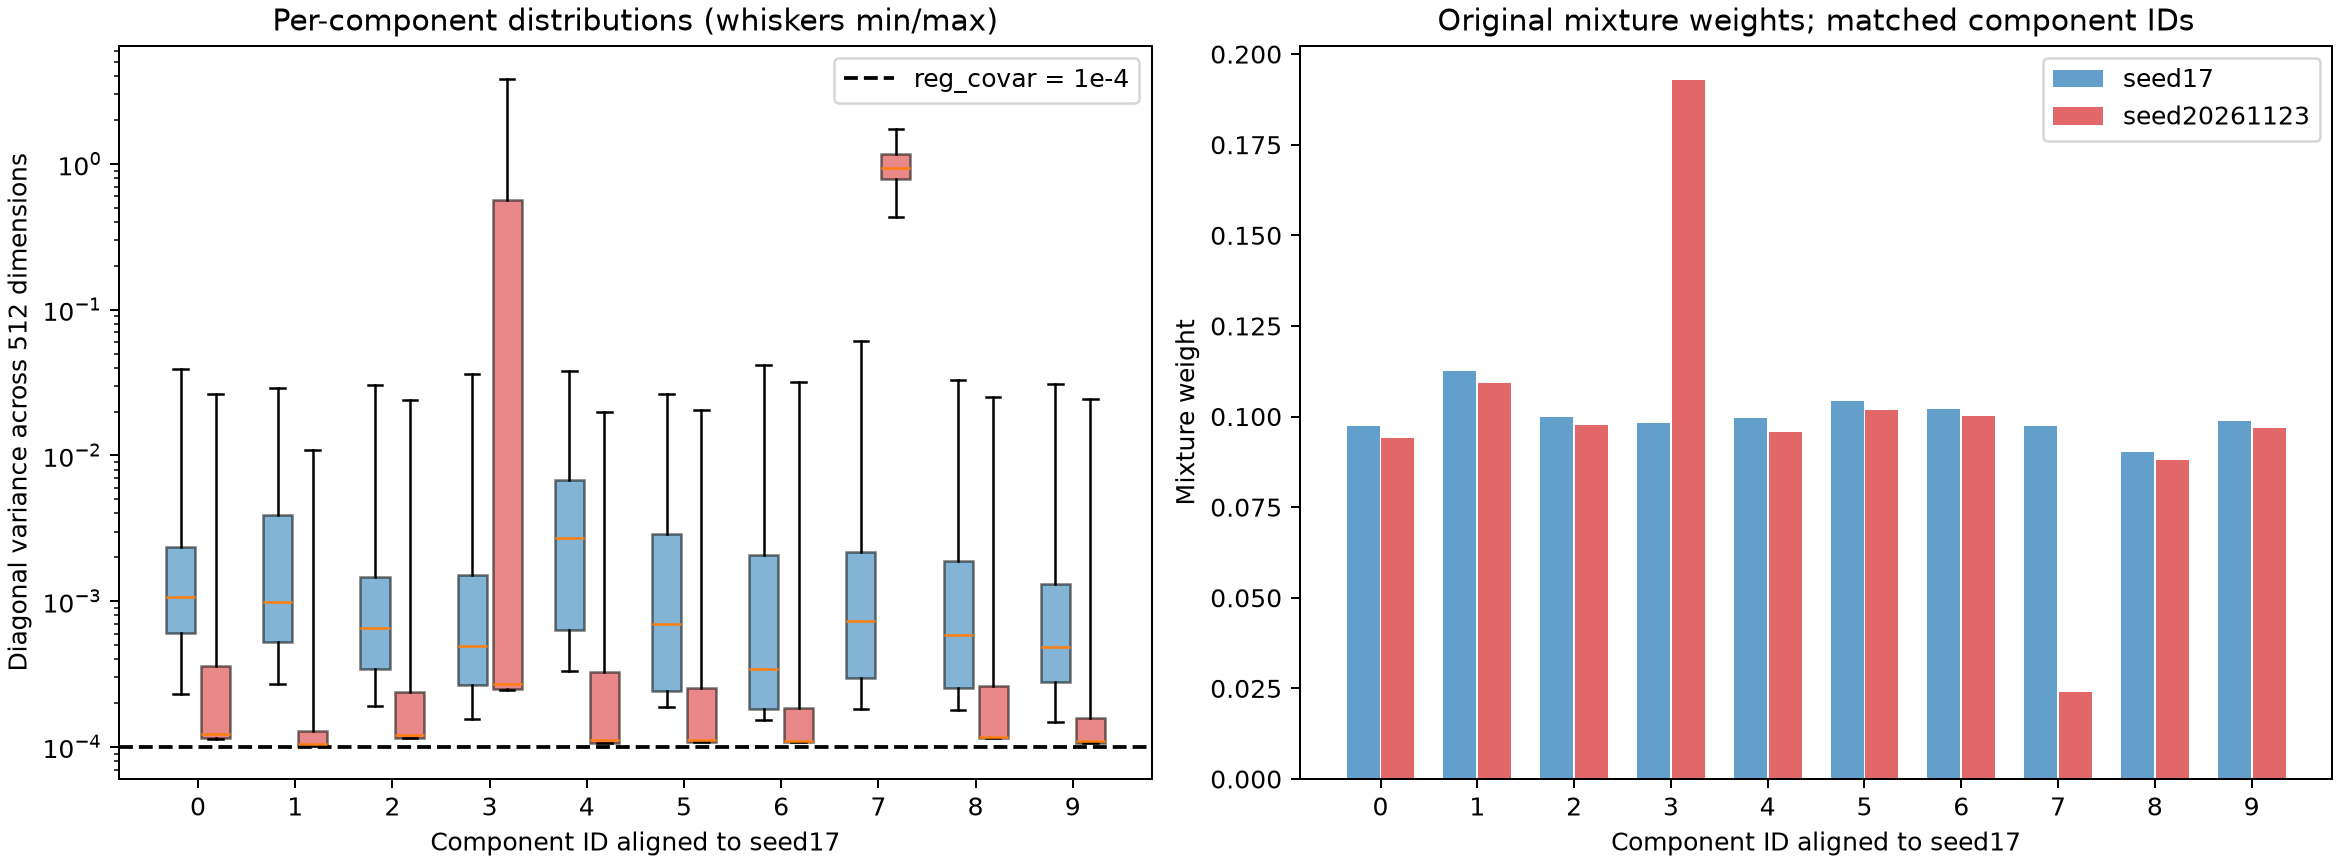 Per-component distributions (whiskers min/max)
Diagonal variance across 512 dimensions
10⁰
10⁻¹
10⁻²
10⁻³
10⁻⁴
reg_covar = 1e-4
0 1 2 3 4 5 6 7 8 9
Component ID aligned to seed17
Original mixture weights; matched component IDs
Mixture weight
0.200
0.175
0.150
0.125
0.100
0.075
0.050
0.025
0.000
seed17
seed20261123
0 1 2 3 4 5 6 7 8 9
Component ID aligned to seed17